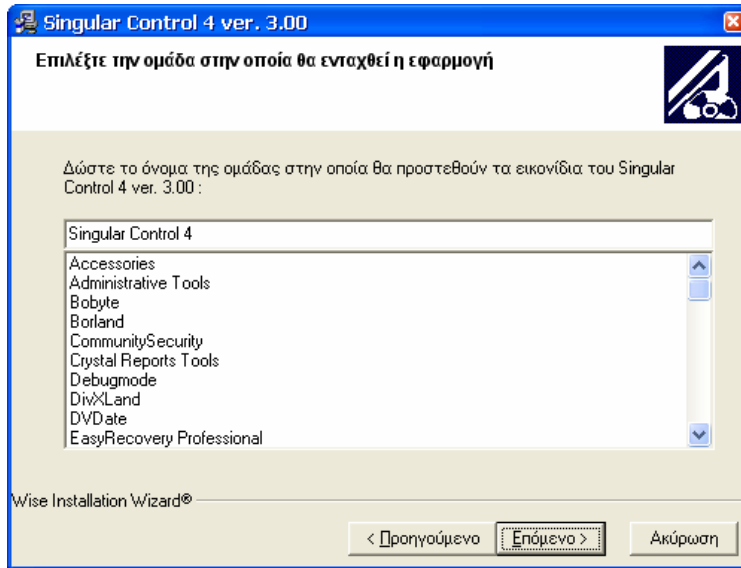 Singular Control 4 ver. 3.00
Επιλέξτε την ομάδα στην οποία θα ενταχθεί η εφαρμογή
Δώστε το όνομα της ομάδας στην οποία θα προστεθούν τα εικονίδια του Singular
Control 4 ver. 3.00 :
Singular Control 4
Accessories
Administrative Tools
Bobyte
Borland
CommunitySecurity
Crystal Reports Tools
Debugmode
DivXLand
DVDate
EasyRecovery Professional
Wise Installation Wizard®
< Προηγούμενο Επόμενο > Ακύρωση